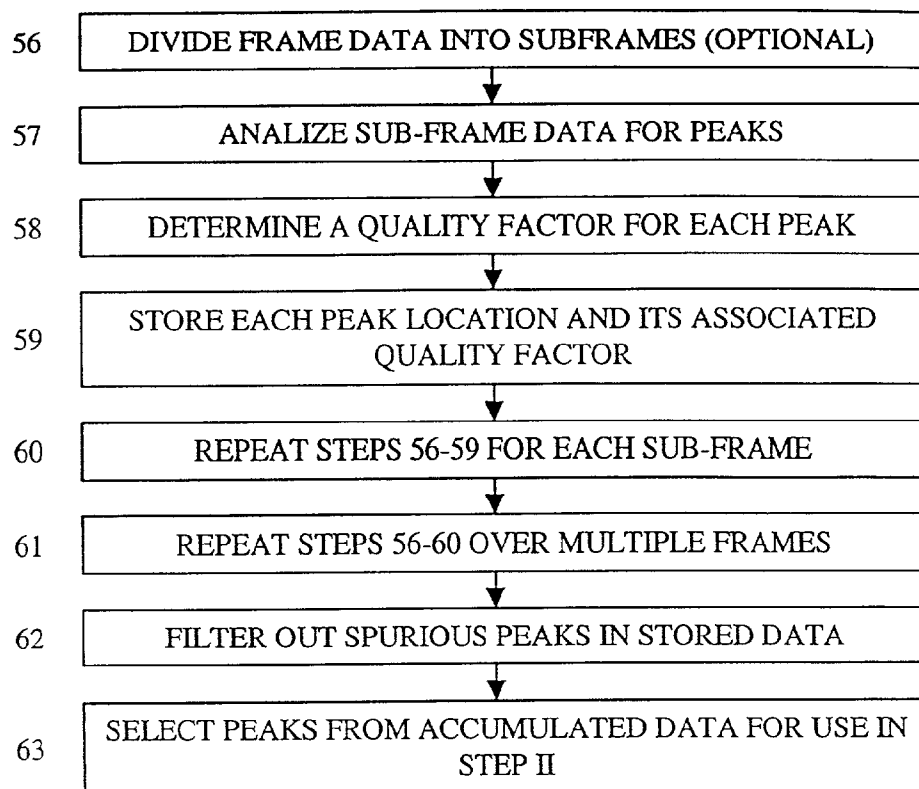 56 DIVIDE FRAME DATA INTO SUBFRAMES (OPTIONAL)
57 ANALIZE SUB-FRAME DATA FOR PEAKS
58 DETERMINE A QUALITY FACTOR FOR EACH PEAK
59 STORE EACH PEAK LOCATION AND ITS ASSOCIATED
QUALITY FACTOR
60 REPEAT STEPS 56-59 FOR EACH SUB-FRAME
61 REPEAT STEPS 56-60 OVER MULTIPLE FRAMES
62 FILTER OUT SPURIOUS PEAKS IN STORED DATA
63 SELECT PEAKS FROM ACCUMULATED DATA FOR USE IN
STEP II